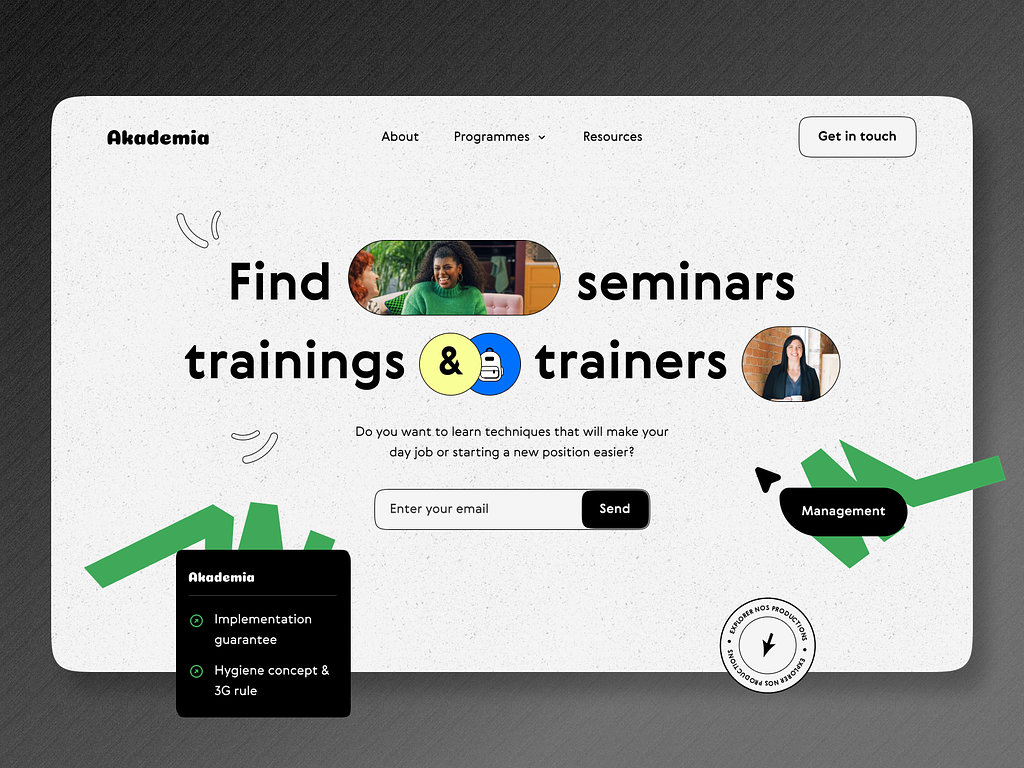 Akademia
About
Programmes
Resources
Get in touch
Find seminars
trainings & trainers
Do you want to learn techniques that will make your
day job or starting a new position easier?
Enter your email
Send
Management
Akademia
Implementation
guarantee
Hygiene concept &
3G rule
EXPLORER NOS PRODUCTIONS • EXPLORER NOS PRODUCTIONS •